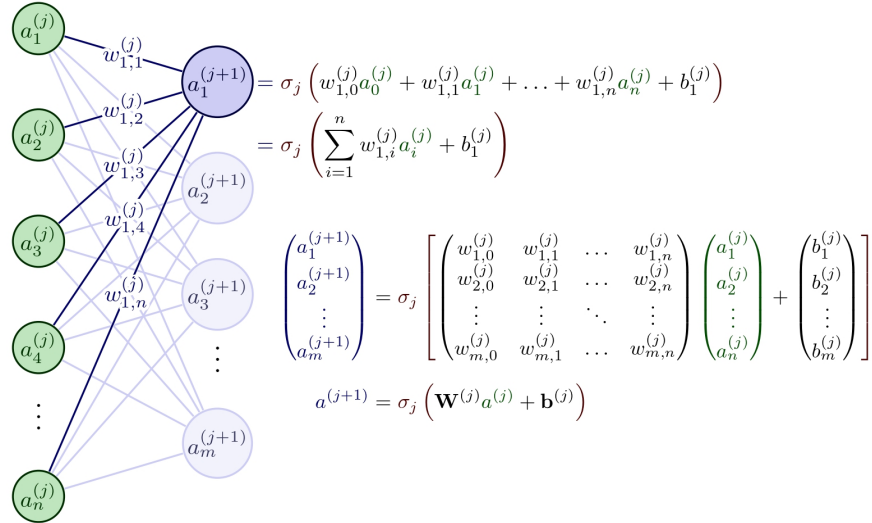 a_1^{(j)}
a_2^{(j)}
a_3^{(j)}
a_4^{(j)}
⋮
a_n^{(j)}
w_{1,1}^{(j)}
w_{1,2}^{(j)}
w_{1,3}^{(j)}
w_{1,4}^{(j)}
w_{1,n}^{(j)}
a_1^{(j+1)}
a_2^{(j+1)}
a_3^{(j+1)}
⋮
a_m^{(j+1)}
= σ_j ( w_{1,0}^{(j)} a_0^{(j)} + w_{1,1}^{(j)} a_1^{(j)} + … + w_{1,n}^{(j)} a_n^{(j)} + b_1^{(j)} )
= σ_j ( ∑_{i=1}^{n} w_{1,i}^{(j)} a_i^{(j)} + b_1^{(j)} )
a_1^{(j+1)} w_{1,0}^{(j)} w_{1,1}^{(j)} … w_{1,n}^{(j)} a_1^{(j)} b_1^{(j)}
a_2^{(j+1)} = σ_j w_{2,0}^{(j)} w_{2,1}^{(j)} … w_{2,n}^{(j)} a_2^{(j)} + b_2^{(j)}
⋮ ⋮ ⋮ ⋱ ⋮ ⋮ ⋮
a_m^{(j+1)} w_{m,0}^{(j)} w_{m,1}^{(j)} … w_{m,n}^{(j)} a_n^{(j)} b_m^{(j)}
a^{(j+1)} = σ_j ( W^{(j)} a^{(j)} + b^{(j)} )